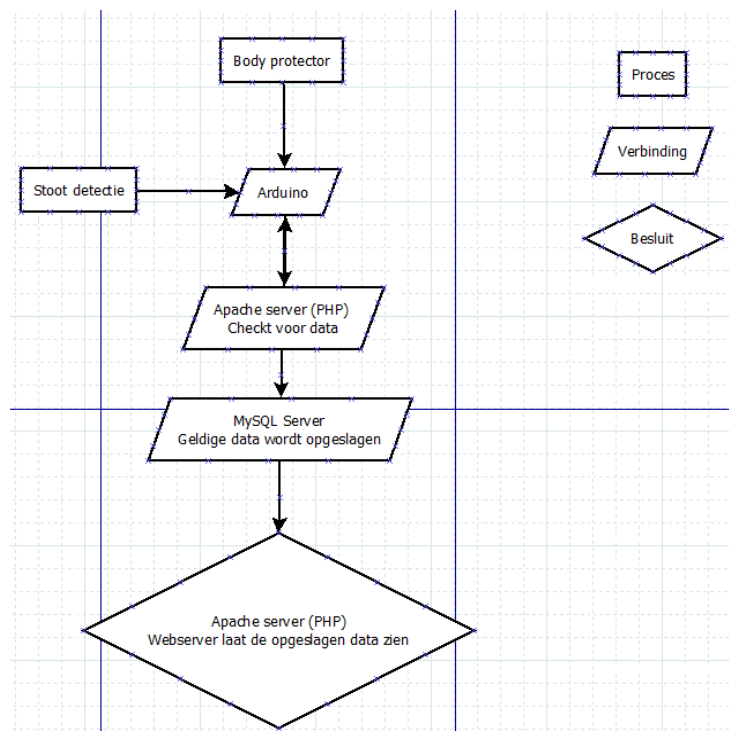 Body protector
Proces
Verbinding
Stoot detectie
Arduino
Besluit
Apache server (PHP)
Checkt voor data
MySQL Server
Geldige data wordt opgeslagen
Apache server (PHP)
Webserver laat de opgeslagen data zien